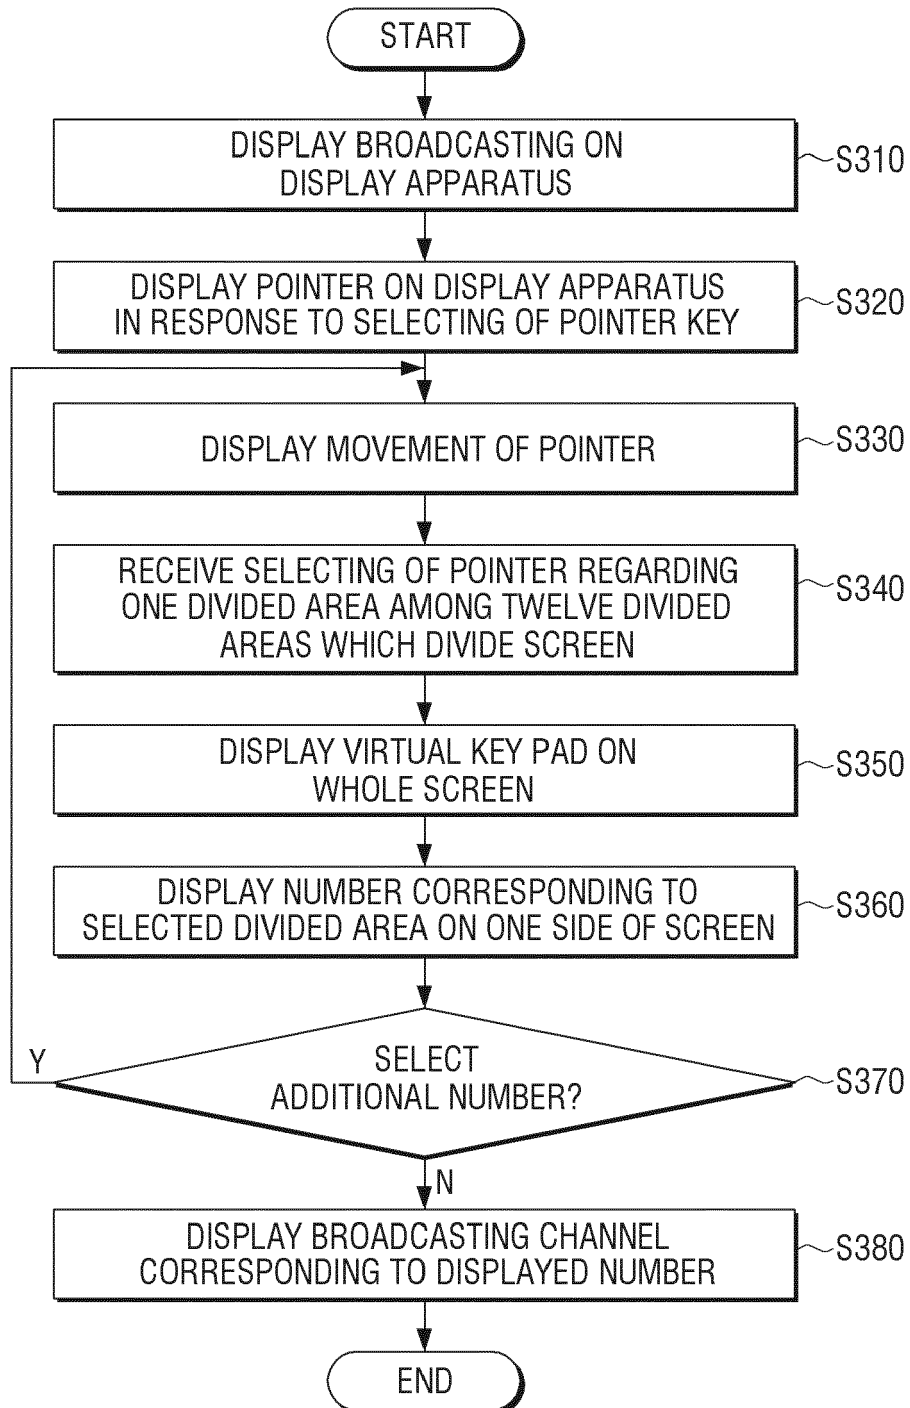 START
DISPLAY BROADCASTING ON
DISPLAY APPARATUS
S310
DISPLAY POINTER ON DISPLAY APPARATUS
IN RESPONSE TO SELECTING OF POINTER KEY
S320
DISPLAY MOVEMENT OF POINTER
S330
RECEIVE SELECTING OF POINTER REGARDING
ONE DIVIDED AREA AMONG TWELVE DIVIDED
AREAS WHICH DIVIDE SCREEN
S340
DISPLAY VIRTUAL KEY PAD ON
WHOLE SCREEN
S350
DISPLAY NUMBER CORRESPONDING TO
SELECTED DIVIDED AREA ON ONE SIDE OF SCREEN
S360
Y
SELECT
ADDITIONAL NUMBER?
S370
N
DISPLAY BROADCASTING CHANNEL
CORRESPONDING TO DISPLAYED NUMBER
S380
END